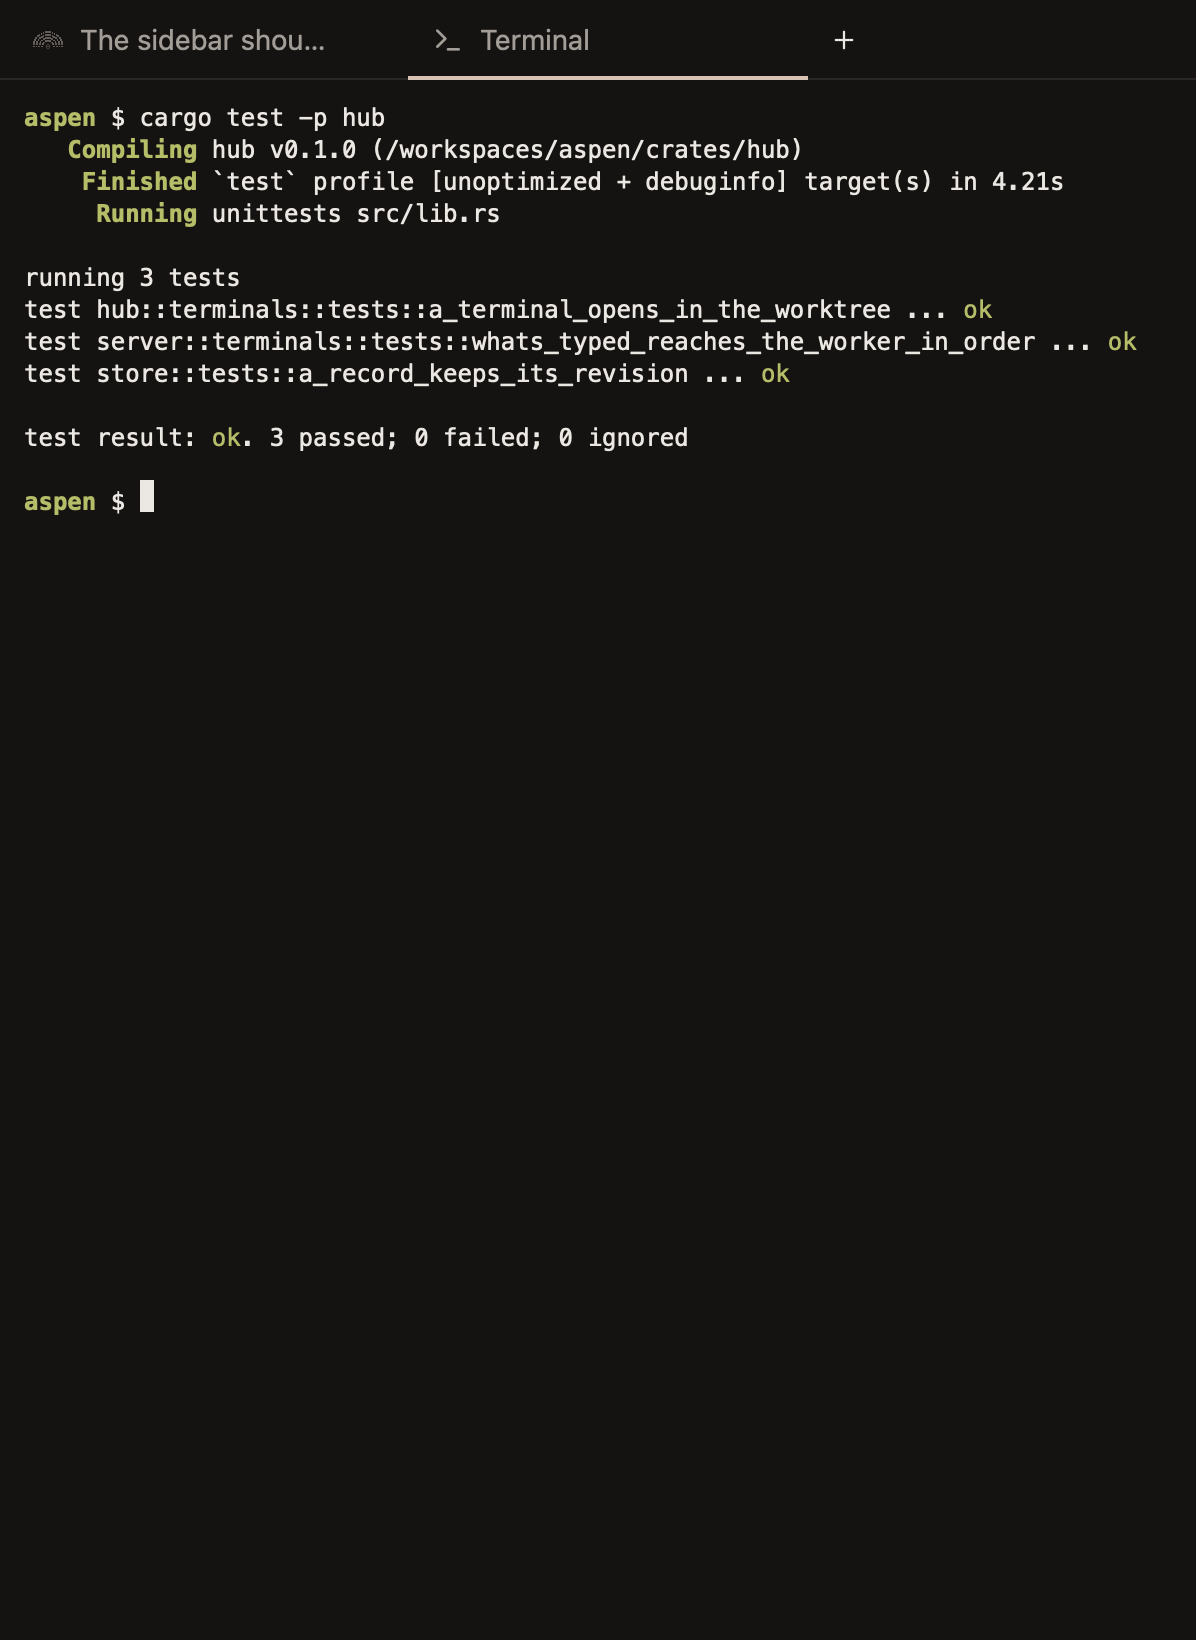 The sidebar shou...
>_ Terminal +
aspen $ cargo test -p hub
Compiling hub v0.1.0 (/workspaces/aspen/crates/hub)
Finished `test` profile [unoptimized + debuginfo] target(s) in 4.21s
Running unittests src/lib.rs
running 3 tests
test hub::terminals::tests::a_terminal_opens_in_the_worktree ... ok
test server::terminals::tests::whats_typed_reaches_the_worker_in_order ... ok
test store::tests::a_record_keeps_its_revision ... ok
test result: ok. 3 passed; 0 failed; 0 ignored
aspen $